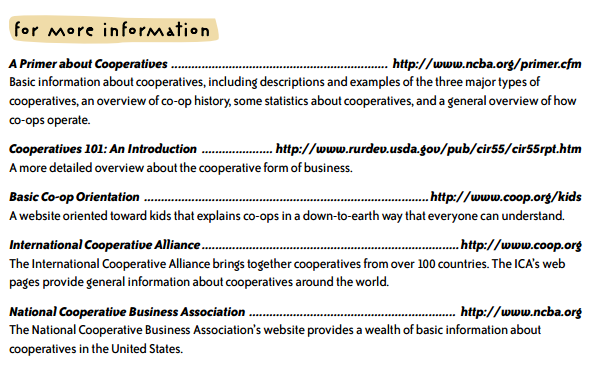 for more information
A Primer about Cooperatives ................................................................ http://www.ncba.org/primer.cfm
Basic information about cooperatives, including descriptions and examples of the three major types of
cooperatives, an overview of co-op history, some statistics about cooperatives, and a general overview of how
co-ops operate.
Cooperatives 101: An Introduction ..................... http://www.rurdev.usda.gov/pub/cir55/cir55rpt.htm
A more detailed overview about the cooperative form of business.
Basic Co-op Orientation .....................................................................................http://www.coop.org/kids
A website oriented toward kids that explains co-ops in a down-to-earth way that everyone can understand.
International Cooperative Alliance.............................................................................http://www.coop.org
The International Cooperative Alliance brings together cooperatives from over 100 countries. The ICA's web
pages provide general information about cooperatives around the world.
National Cooperative Business Association .............................................................. http://www.ncba.org
The National Cooperative Business Association's website provides a wealth of basic information about
cooperatives in the United States.